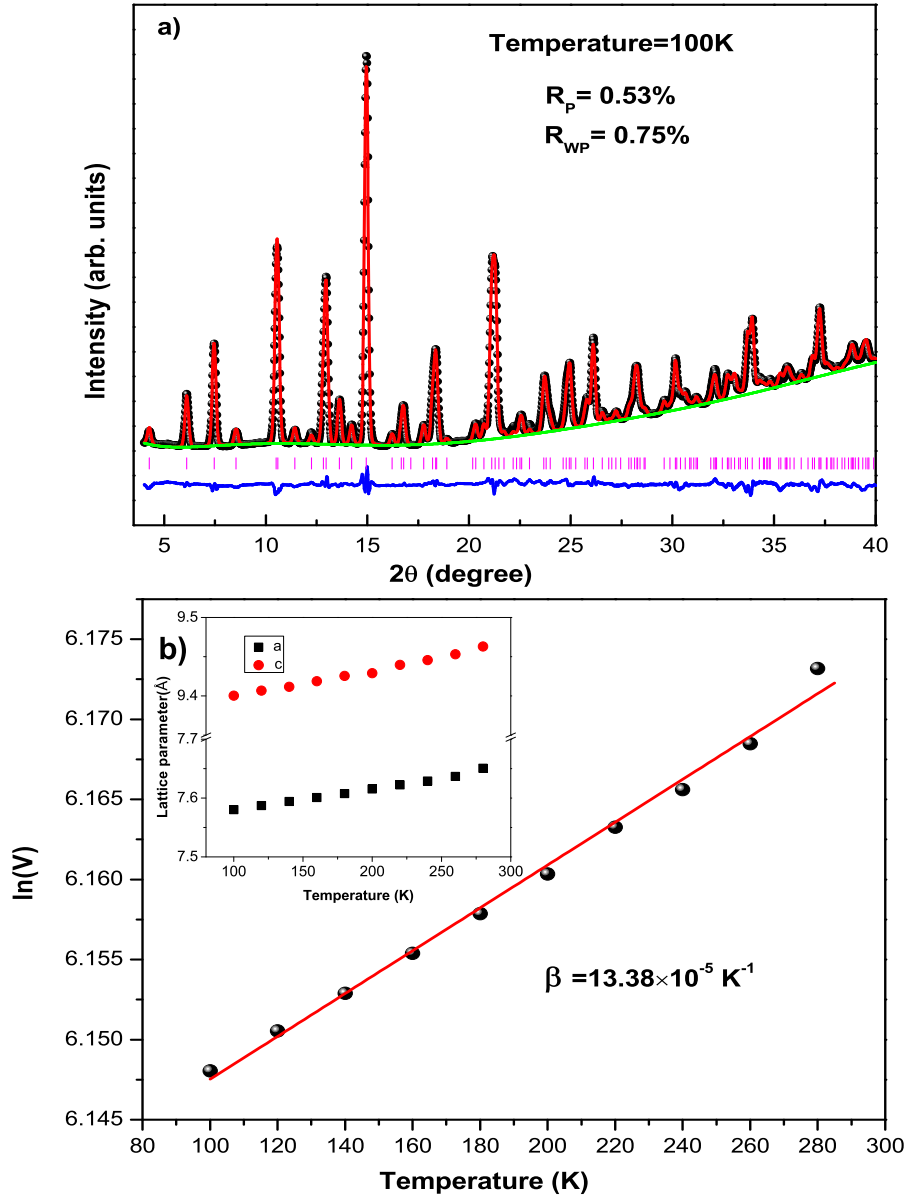 a)
Temperature=100K
R_P= 0.53%
R_WP= 0.75%
Intensity (arb. units)
5 10 15 20 25 30 35 40
2θ (degree)
b)
a
c
9.5
9.4
7.7
7.6
7.5
Lattice parameter(Å)
100 150 200 250 300
Temperature (K)
6.175
6.170
6.165
6.160
6.155
6.150
6.145
ln(V)
β =13.38×10⁻⁵ K⁻¹
80 100 120 140 160 180 200 220 240 260 280 300
Temperature (K)